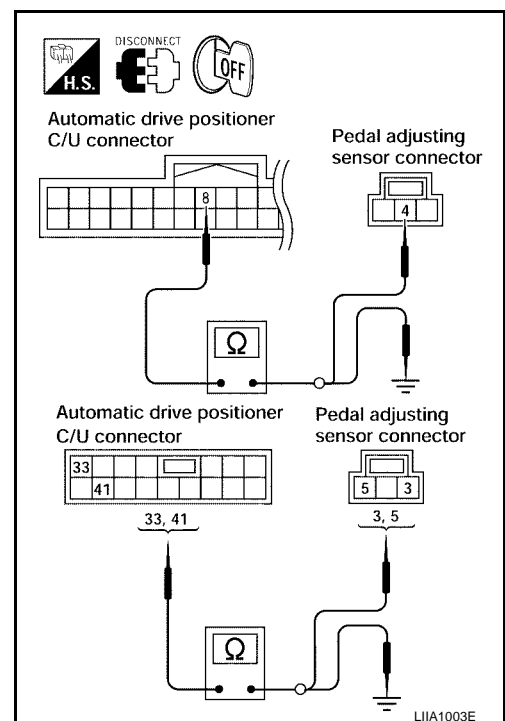 DISCONNECT
H.S.
OFF
Automatic drive positioner
C/U connector
Pedal adjusting
sensor connector
8
4
Ω
Automatic drive positioner
C/U connector
Pedal adjusting
sensor connector
33
41
5 3
33, 41
3, 5
Ω
LIIA1003E